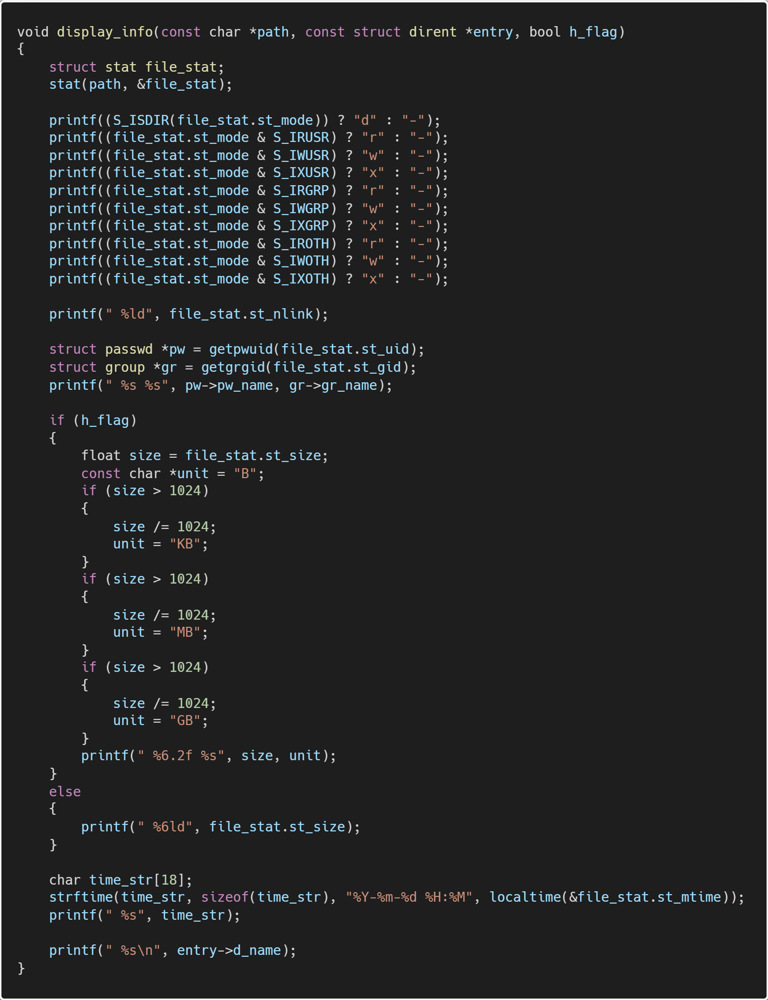 void display_info(const char *path, const struct dirent *entry, bool h_flag)
{
    struct stat file_stat;
    stat(path, &file_stat);

    printf((S_ISDIR(file_stat.st_mode)) ? "d" : "-");
    printf((file_stat.st_mode & S_IRUSR) ? "r" : "-");
    printf((file_stat.st_mode & S_IWUSR) ? "w" : "-");
    printf((file_stat.st_mode & S_IXUSR) ? "x" : "-");
    printf((file_stat.st_mode & S_IRGRP) ? "r" : "-");
    printf((file_stat.st_mode & S_IWGRP) ? "w" : "-");
    printf((file_stat.st_mode & S_IXGRP) ? "x" : "-");
    printf((file_stat.st_mode & S_IROTH) ? "r" : "-");
    printf((file_stat.st_mode & S_IWOTH) ? "w" : "-");
    printf((file_stat.st_mode & S_IXOTH) ? "x" : "-");

    printf(" %ld", file_stat.st_nlink);

    struct passwd *pw = getpwuid(file_stat.st_uid);
    struct group *gr = getgrgid(file_stat.st_gid);
    printf(" %s %s", pw->pw_name, gr->gr_name);

    if (h_flag)
    {
        float size = file_stat.st_size;
        const char *unit = "B";
        if (size > 1024)
        {
            size /= 1024;
            unit = "KB";
        }
        if (size > 1024)
        {
            size /= 1024;
            unit = "MB";
        }
        if (size > 1024)
        {
            size /= 1024;
            unit = "GB";
        }
        printf(" %6.2f %s", size, unit);
    }
    else
    {
        printf(" %6ld", file_stat.st_size);
    }

    char time_str[18];
    strftime(time_str, sizeof(time_str), "%Y-%m-%d %H:%M", localtime(&file_stat.st_mtime));
    printf(" %s", time_str);

    printf(" %s\n", entry->d_name);
}